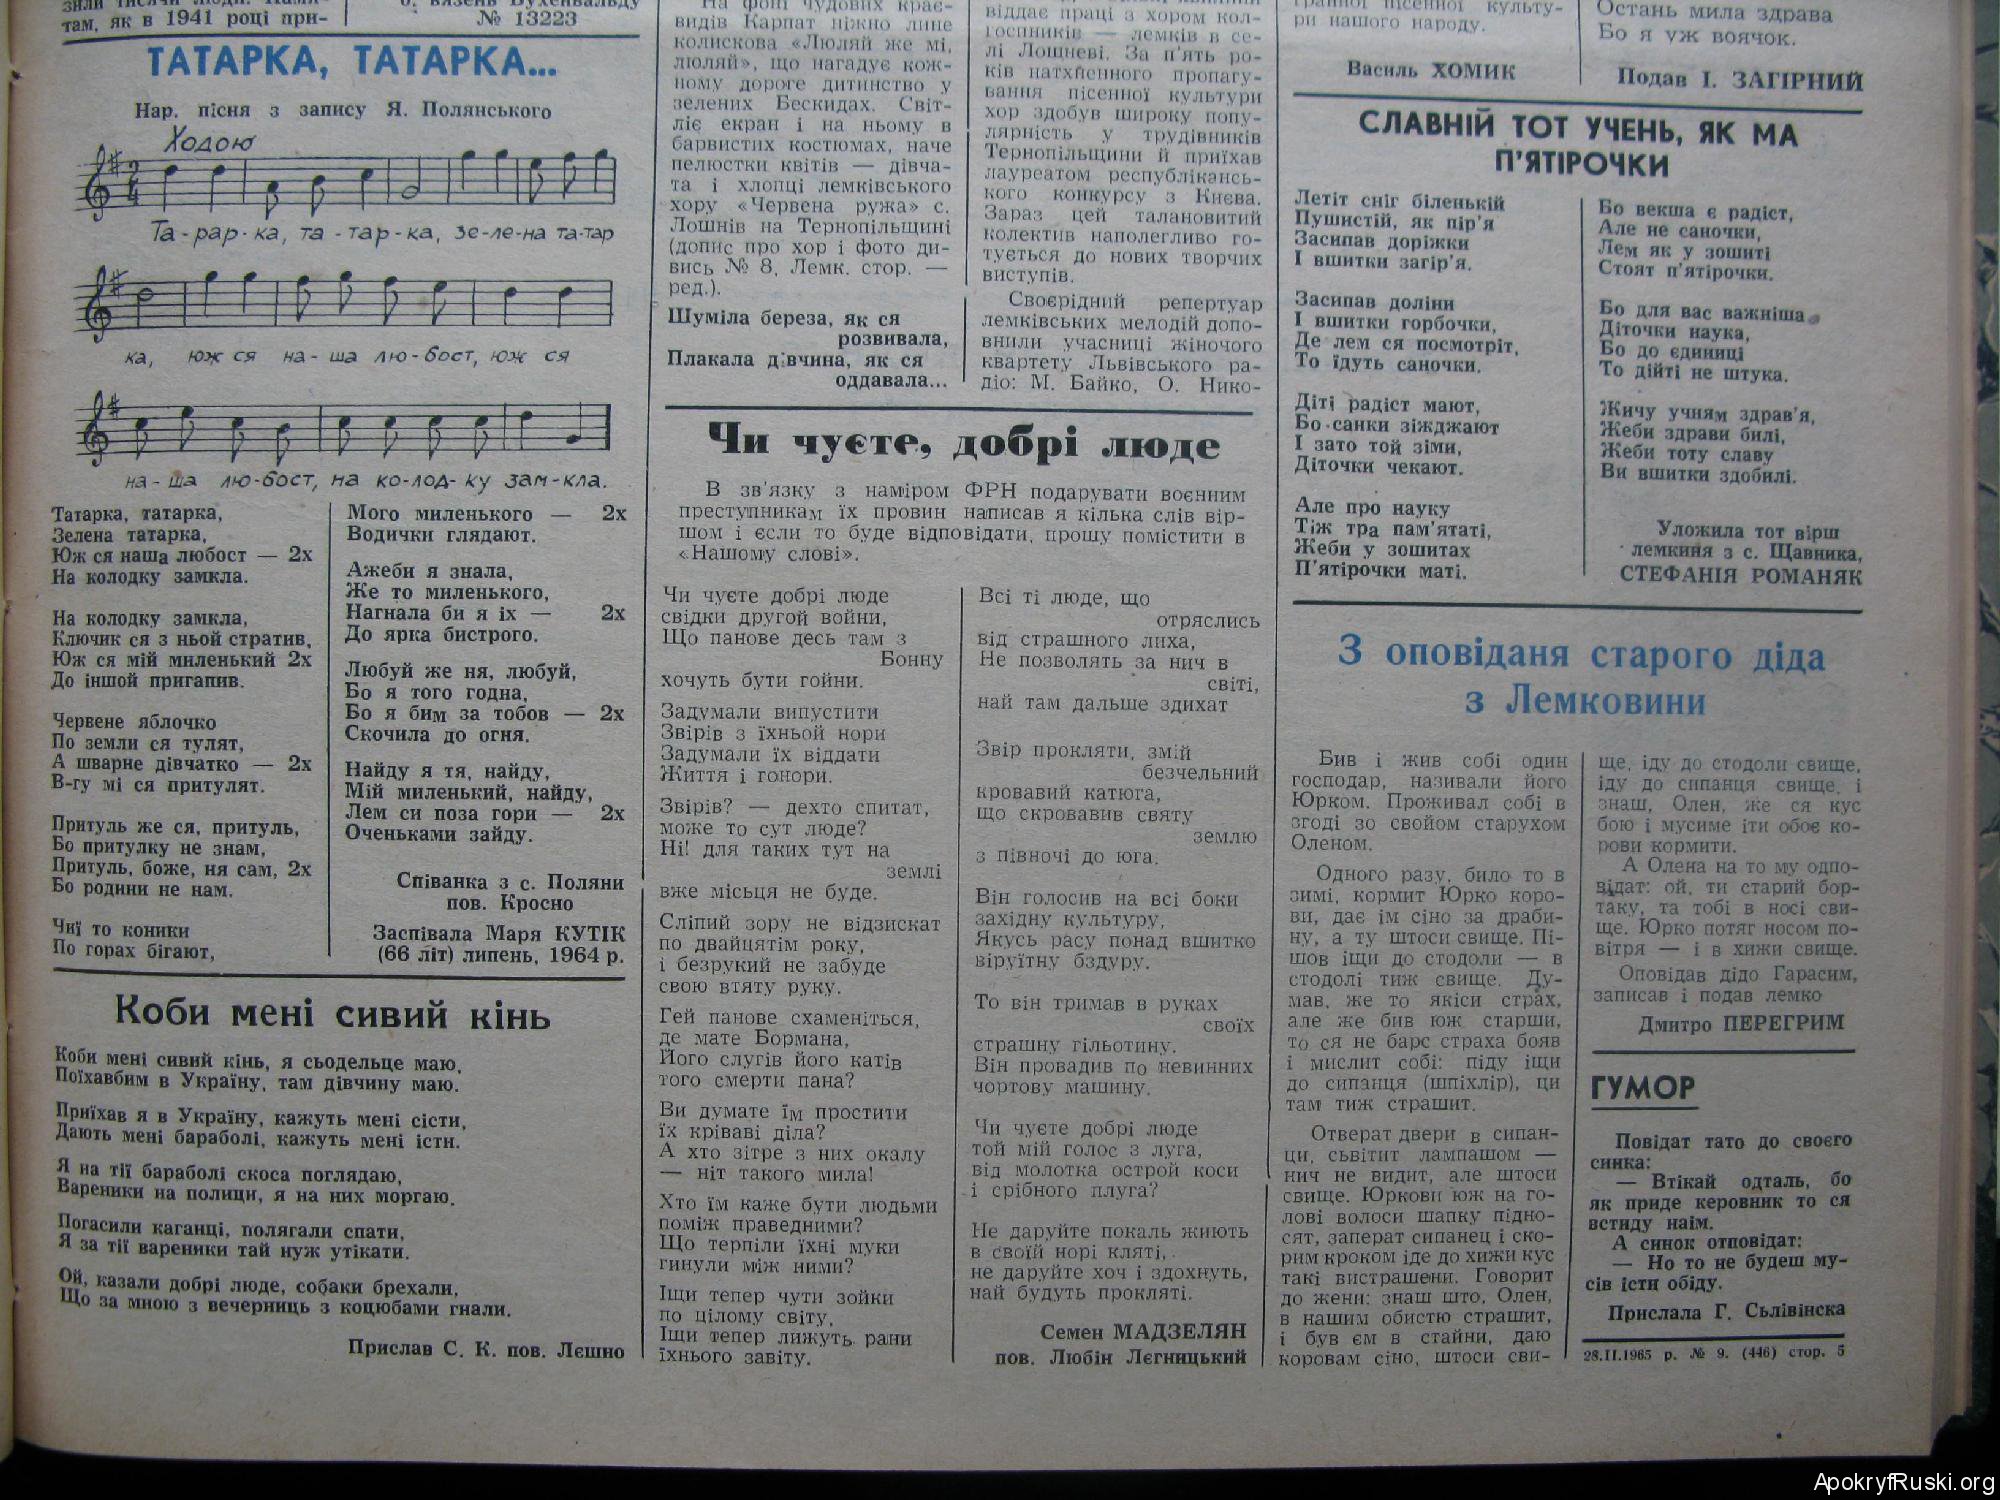 там, як в 1941 році при-
№ 13223
ТАТАРКА, ТАТАРКА...
Нар. пісня з запису Я. Полянського
Ходою
Та-рар-ка, та-тар-ка, зе-ле-на та-тар
ка, юж ся на-ша лю-бост, юж ся
на-ша лю-бост, на ко-лод-ку зам-кла.
Татарка, татарка,
Зелена татарка,
Юж ся наша любост — 2х
На колодку замкла.
На колодку замкла,
Ключик ся з ньой стратив,
Юж ся мій миленький 2х
До іншой пригапив.
Червене яблочко
По земли ся тулят,
А шварне дівчатко — 2х
В-гу мі ся притулят.
Притуль же ся, притуль,
Бо притулку не знам,
Притуль, боже, ня сам, 2х
Бо родини не нам.
Чиї то коники
По горах бігают,
Мого миленького — 2х
Водички глядают.
Ажеби я знала,
Же то миленького,
Нагнала би я їх — 2х
До ярка бистрого.
Любуй же ня, любуй,
Бо я того годна,
Бо я бим за тобов — 2х
Скочила до огня.
Найду я тя, найду,
Мій миленький, найду,
Лем си поза гори — 2х
Оченьками зайду.
Співанка з с. Поляни
пов. Кросно
Заспівала Маря КУТІК
(66 літ) липень, 1964 р.
Коби мені сивий кінь
Коби мені сивий кінь, я сьодельце маю,
Поїхавбим в Україну, там дівчину маю.
Приїхав я в Україну, кажуть мені сісти,
Дають мені бараболі, кажуть мені їсти.
Я на тії бараболі скоса поглядаю,
Вареники на полици, я на них моргаю.
Погасили каганці, полягали спати,
Я за тії вареники тай нуж утікати.
Ой, казали добрі люде, собаки брехали,
Що за мною з вечерниць з коцюбами гнали.
Прислав С. К. пов. Лешно
На фоні чудових крає-
видів Карпат ніжно лине
колискова «Люляй же мі,
люляй», що нагадує кож-
ному дороге дитинство у
зелених Бескидах. Світ-
ліє екран і на ньому в
барвистих костюмах, наче
пелюстки квітів — дівча-
та і хлопці лемківського
хору «Червена ружа» с.
Лошнів на Тернопільщині
(допис про хор і фото ди-
вись № 8, Лемк. стор. —
ред.).
Шуміла береза, як ся
розвивала,
Плакала дівчина, як ся
оддавала...
віддає праці з хором кол-
госпників — лемків в се-
лі Лошневі. За п'ять ро-
ків натхненного пропагу-
вання пісенної культури
хор здобув широку попу-
лярність у трудівників
Тернопільщини й приїхав
лауреатом республікансь-
кого конкурсу з Києва.
Зараз цей талановитий
колектив наполегливо го-
тується до нових творчих
виступів.
Своєрідний репертуар
лемківських мелодій допо-
внили учасниці жіночого
квартету Львівського ра-
діо: М. Байко, О. Нико-
Чи чуєте, добрі люде
В зв'язку з наміром ФРН подарувати воєнним
преступникам їх провин написав я кілька слів вір-
шом і если то буде відповідати, прошу помістити в
«Нашому слові».
Чи чуєте добрі люде
свідки другой войни,
Що панове десь там з
Бонну
хочуть бути гойни.
Задумали випустити
Звірів з їхньой нори
Задумали їх віддати
Життя і гонори.
Звірів? — дехто спитат,
може то сут люде?
Ні! для таких тут на
землі
вже місьця не буде.
Сліпий зору не відзискат
по двайцятім року,
і безрукий не забуде
свою втяту руку.
Гей панове схаменіться,
де мате Бормана,
Його слугів його катів
того смерти пана?
Ви думате їм простити
їх кріваві діла?
А хто зітре з них окалу
— ніт такого мила!
Хто їм каже бути людьми
поміж праведними?
Що терпіли їхні муки
гинули між ними?
Іщи тепер чути зойки
по цілому світу,
Іщи тепер лижуть рани
їхнього завіту.
Всі ті люде, що
отряслись
від страшного лиха,
Не позволять за нич в
світі,
най там дальше здихат
Звір прокляти, змій
безчельний
кровавий катюга,
що скровавив святу
землю
з півночі до юга.
Він голосив на всі боки
західну культуру,
Якусь расу понад вшитко
віруїтну бздуру.
То він тримав в руках
своїх
страшну гільотину.
Він провадив по невинних
чортову машину.
Чи чуєте добрі люде
той мій голос з луга,
від молотка острой коси
і срібного плуга?
Не даруйте покаль жиють
в своїй норі кляті,
не даруйте хоч і здохнуть,
най будуть прокляті.
Семен МАДЗЕЛЯН
пов. Любін Лєгницький
ри нашого народу.
Василь ХОМИК
Остань мила здрава
Бо я уж воячок.
Подав І. ЗАГІРНИЙ
СЛАВНІЙ ТОТ УЧЕНЬ, ЯК МА
П'ЯТІРОЧКИ
Летіт сніг біленькій
Пушистій, як пір'я
Засипав доріжки
І вшитки загір'я.
Засипав доліни
І вшитки горбочки,
Де лем ся посмотріт,
То їдуть саночки.
Діті радіст мают,
Бо санки зіжджают
І зато той зіми,
Діточки чекают.
Але про науку
Тіж тра пам'ятаті,
Жеби у зошитах
П'ятірочки маті.
Бо векша є радіст,
Але не саночки,
Лем як у зошиті
Стоят п'ятірочки.
Бо для вас важніша
Діточки наука,
Бо до єдиниці
То дійті не штука.
Жичу учням здрав'я,
Жеби здрави били,
Жеби тоту славу
Ви вшитки здобилі.
Уложила тот вірш
лемкиня з с. Щавника,
СТЕФАНІЯ РОМАНЯК
З оповіданя старого діда
з Лемковини
Бив і жив собі один
господар, називали його
Юрком. Проживал собі в
згоді зо свойом старухом
Оленом.
Одного разу, било то в
зимі, кормит Юрко коро-
ви, дає їм сіно за драби-
ну, а ту штоси свище. Пі-
шов іщи до стодоли — в
стодолі тиж свище. Ду-
мав, же то якіси страх,
але же бив юж старши,
то ся не барс страха бояв
і мислит собі: піду іщи
до сипанця (шпіхлір), ци
там тиж страшит.
Отверат двери в сипан-
ци, сьвітит лампашом —
нич не видит, але штоси
свище. Юркови юж на го-
лові волоси шапку підно-
сят, заперат сипанец і ско-
рим кроком іде до хижи кус
такі вистрашени. Говорит
до жени: знаш што, Олен,
в нашим обистю страшит,
і був єм в стайни, даю
коровам сіно, штоси сви-
ще, іду до стодоли свище,
іду до сипанця свище, і
знаш, Олен, же ся кус
бою і мусиме іти обоє ко-
рови кормити.
А Олена на то му одпо-
відат: ой, ти старий бор-
таку, та тобі в носі сви-
ще. Юрко потяг носом по-
вітря — і в хижи свище.
Оповідав дідо Гарасим,
записав і подав лемко
Дмитро ПЕРЕГРИМ
ГУМОР
Повідат тато до своєго
синка:
— Втікай одталь, бо
як приде керовник то ся
встиду наїм.
А синок отповідат:
— Но то не будеш му-
сів їсти обіду.
Прислала Г. Сьлівінска
28.II.1965 р. № 9. (446) стор. 5
ApokryfRuski.org